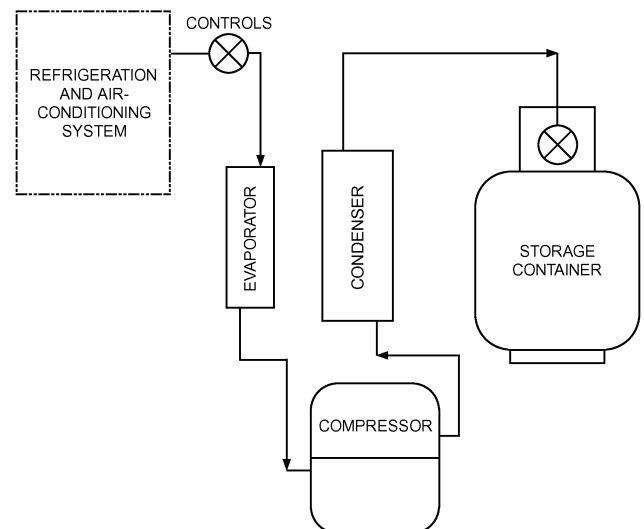 CONTROLS
REFRIGERATION
AND AIR-
CONDITIONING
SYSTEM
EVAPORATOR
CONDENSER
STORAGE
CONTAINER
COMPRESSOR